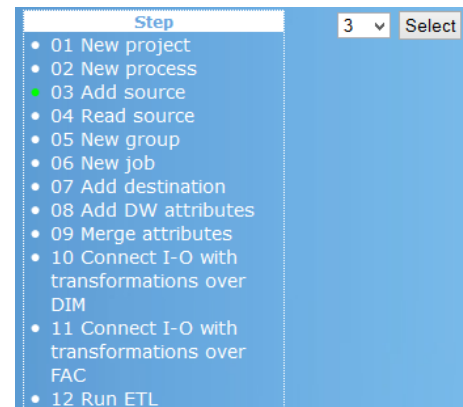 Step
3 Select
01 New project
02 New process
03 Add source
04 Read source
05 New group
06 New job
07 Add destination
08 Add DW attributes
09 Merge attributes
10 Connect I-O with
transformations over
DIM
11 Connect I-O with
transformations over
FAC
12 Run ETL